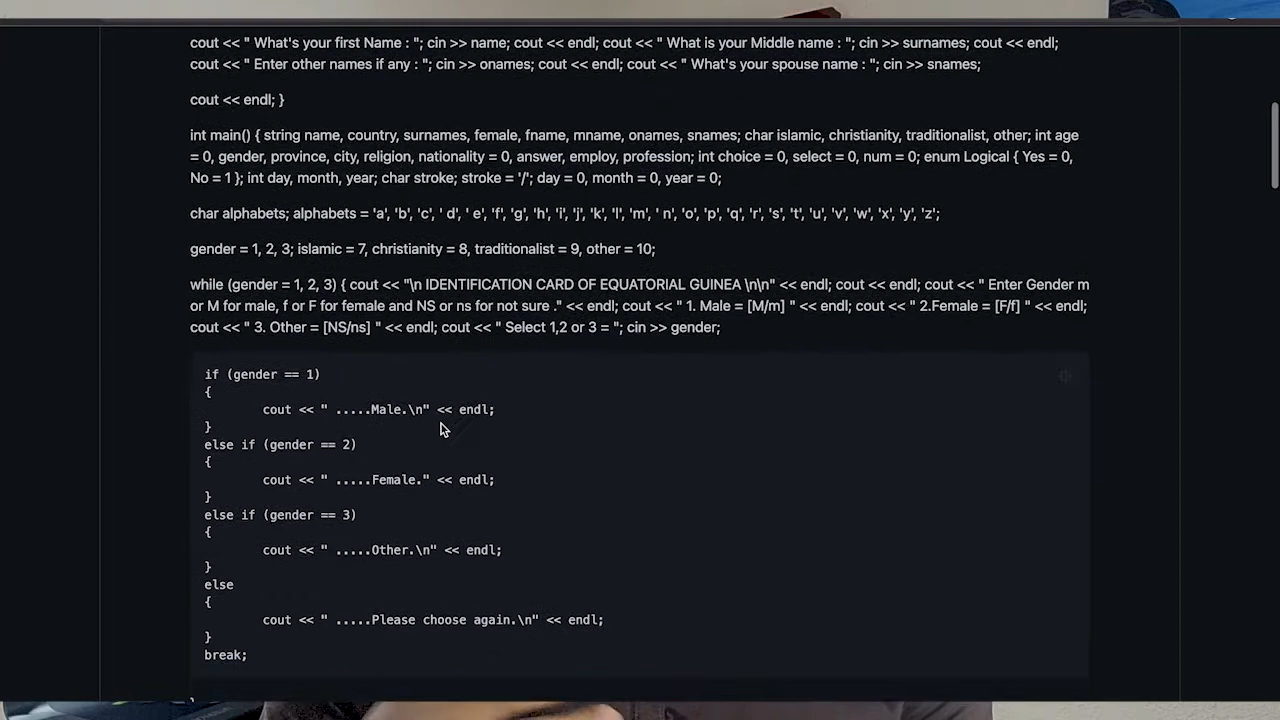 cout << " What's your first Name : "; cin >> name; cout << endl; cout << " What is your Middle name : "; cin >> surnames; cout << endl;
cout << " Enter other names if any : "; cin >> onames; cout << endl; cout << " What's your spouse name : "; cin >> snames;
cout << endl; }
int main() { string name, country, surnames, female, fname, mname, onames, snames; char islamic, christianity, traditionalist, other; int age
= 0, gender, province, city, religion, nationality = 0, answer, employ, profession; int choice = 0, select = 0, num = 0; enum Logical { Yes = 0,
No = 1 }; int day, month, year; char stroke; stroke = '/'; day = 0, month = 0, year = 0;
char alphabets; alphabets = 'a', 'b', 'c', ' d', ' e', 'f', 'g', 'h', 'i', 'j', 'k', 'l', 'm', ' n', 'o', 'p', 'q', 'r', 's', 't', 'u', 'v', 'w', 'x', 'y', 'z';
gender = 1, 2, 3; islamic = 7, christianity = 8, traditionalist = 9, other = 10;
while (gender = 1, 2, 3) { cout << "\n IDENTIFICATION CARD OF EQUATORIAL GUINEA \n\n" << endl; cout << endl; cout << " Enter Gender m
or M for male, f or F for female and NS or ns for not sure ." << endl; cout << " 1. Male = [M/m] " << endl; cout << " 2.Female = [F/f] " << endl;
cout << " 3. Other = [NS/ns] " << endl; cout << " Select 1,2 or 3 = "; cin >> gender;
if (gender == 1)
{
cout << " .....Male.\n" << endl;
}
else if (gender == 2)
{
cout << " .....Female." << endl;
}
else if (gender == 3)
{
cout << " .....Other.\n" << endl;
}
else
{
cout << " .....Please choose again.\n" << endl;
}
break;